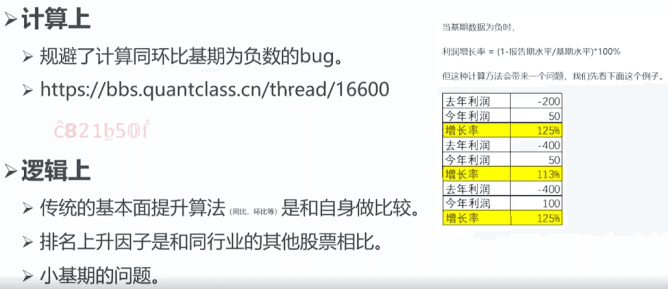 计算上
规避了计算同环比基期为负数的bug。
https://bbs.quantclass.cn/thread/16600
ĉ821b̲50ḟ
逻辑上
传统的基本面提升算法(同比、环比等)是和自身做比较。
排名上升因子是和同行业的其他股票相比。
小基期的问题。
当基期数据为负时,
利润增长率 = (1-报告期水平/基期水平)*100%
但这种计算方法会带来一个问题,我们先看下面这个例子。
去年利润 -200
今年利润 50
增长率 125%
去年利润 -400
今年利润 50
增长率 113%
去年利润 -400
今年利润 100
增长率 125%